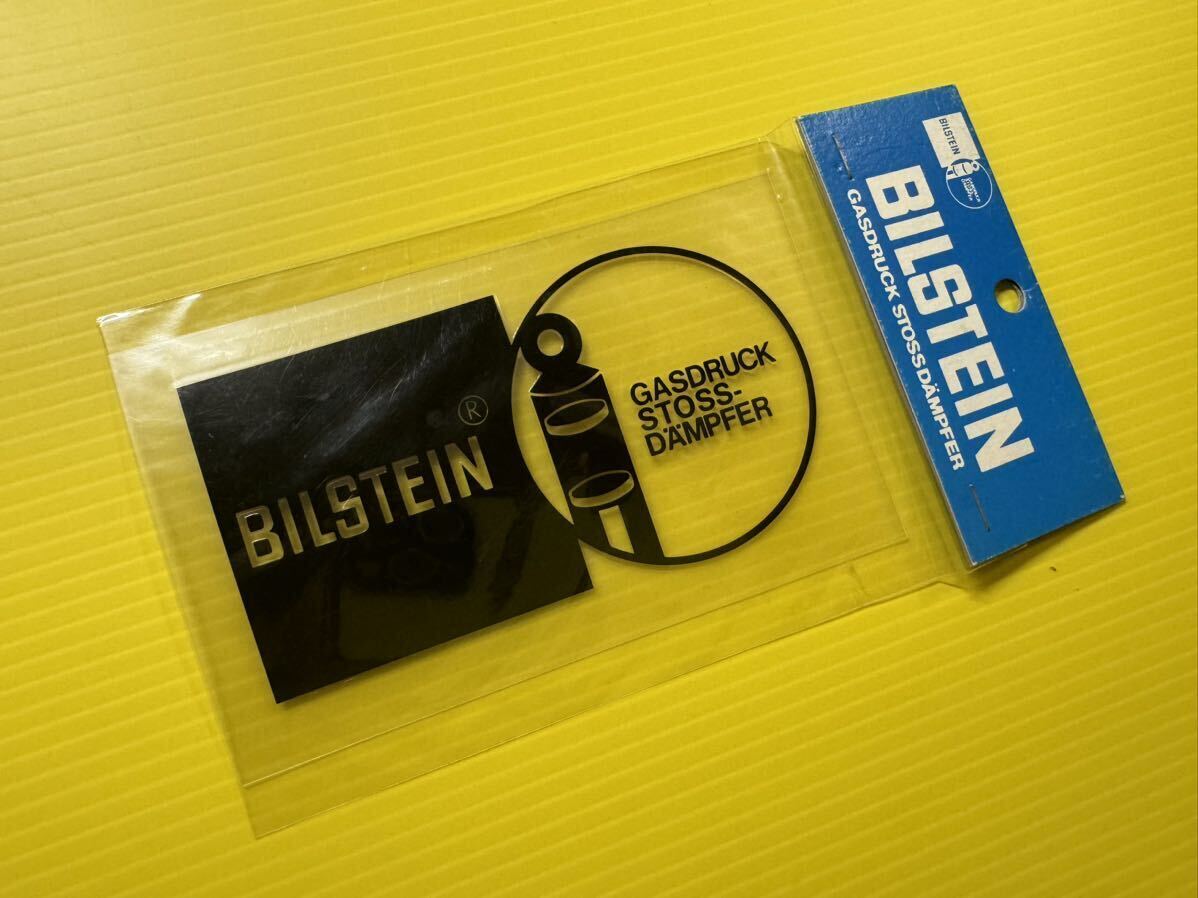 BILSTEIN
®
GASDRUCK
STOSS-
DÄMPFER
BILSTEIN
BILSTEIN
GASDRUCK STOSSDÄMPFER